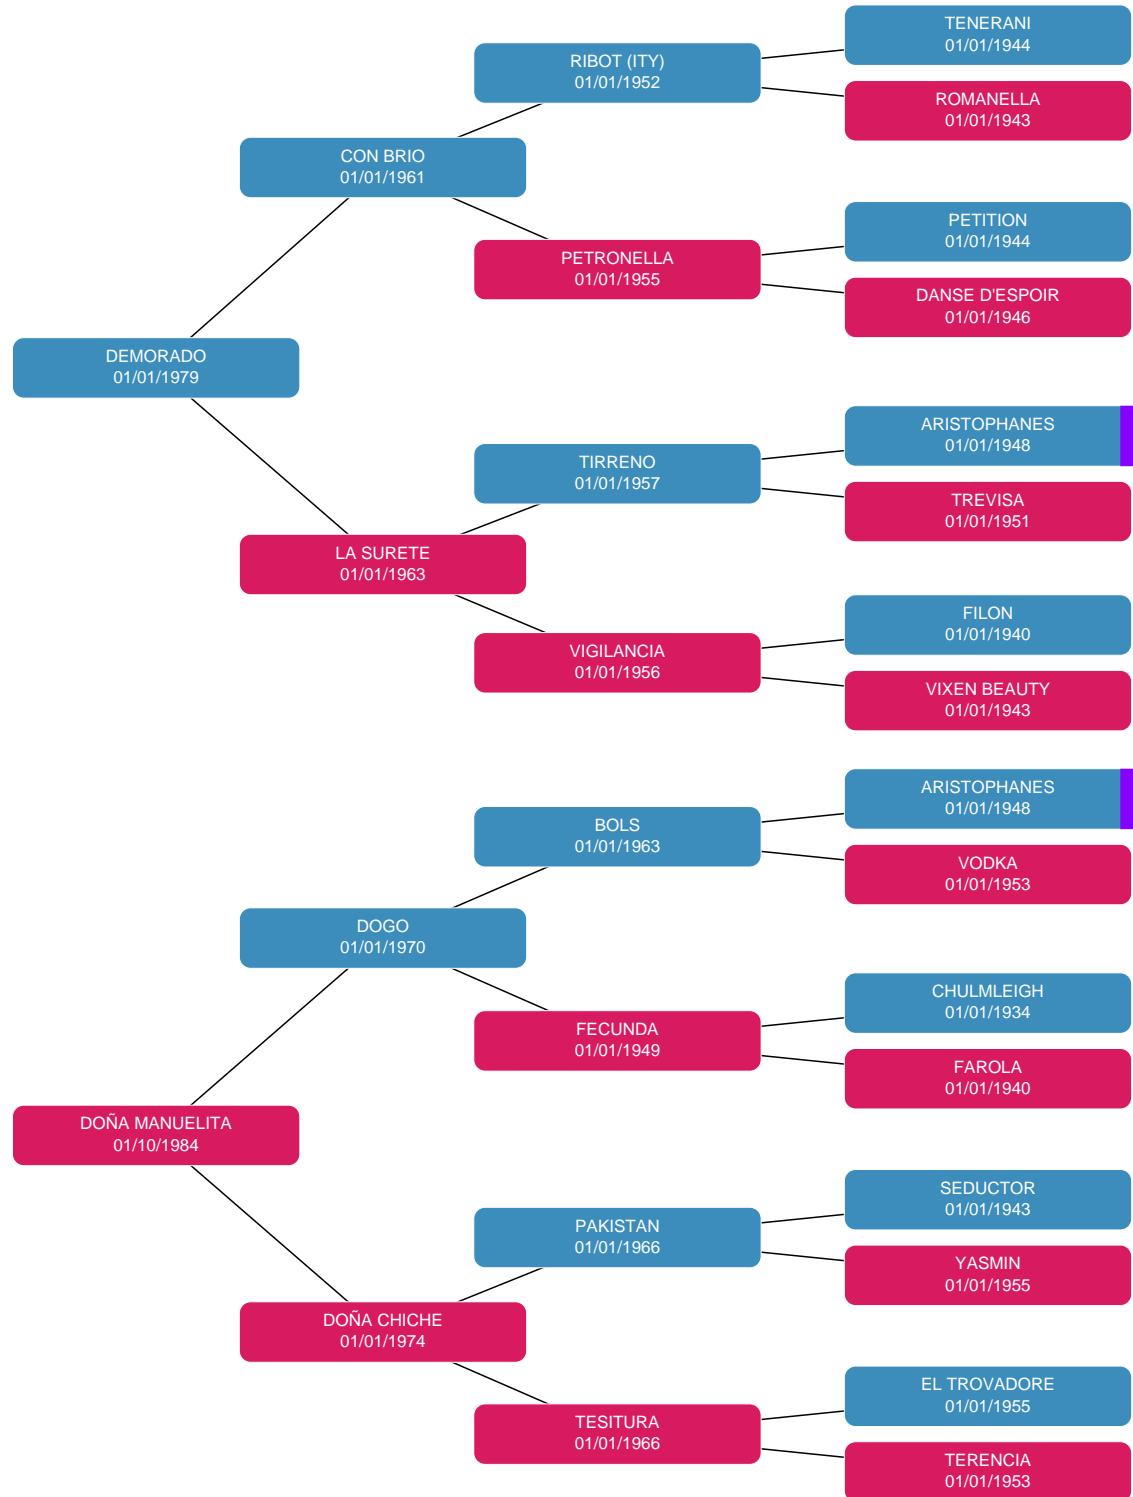 TENERANI
01/01/1944
RIBOT (ITY)
01/01/1952
ROMANELLA
01/01/1943
CON BRIO
01/01/1961
PETITION
01/01/1944
PETRONELLA
01/01/1955
DANSE D'ESPOIR
01/01/1946
DEMORADO
01/01/1979
ARISTOPHANES
01/01/1948
TIRRENO
01/01/1957
TREVISA
01/01/1951
LA SURETE
01/01/1963
FILON
01/01/1940
VIGILANCIA
01/01/1956
VIXEN BEAUTY
01/01/1943
ARISTOPHANES
01/01/1948
BOLS
01/01/1963
VODKA
01/01/1953
DOGO
01/01/1970
CHULMLEIGH
01/01/1934
FECUNDA
01/01/1949
FAROLA
01/01/1940
DOÑA MANUELITA
01/10/1984
SEDUCTOR
01/01/1943
PAKISTAN
01/01/1966
YASMIN
01/01/1955
DOÑA CHICHE
01/01/1974
EL TROVADORE
01/01/1955
TESITURA
01/01/1966
TERENCIA
01/01/1953